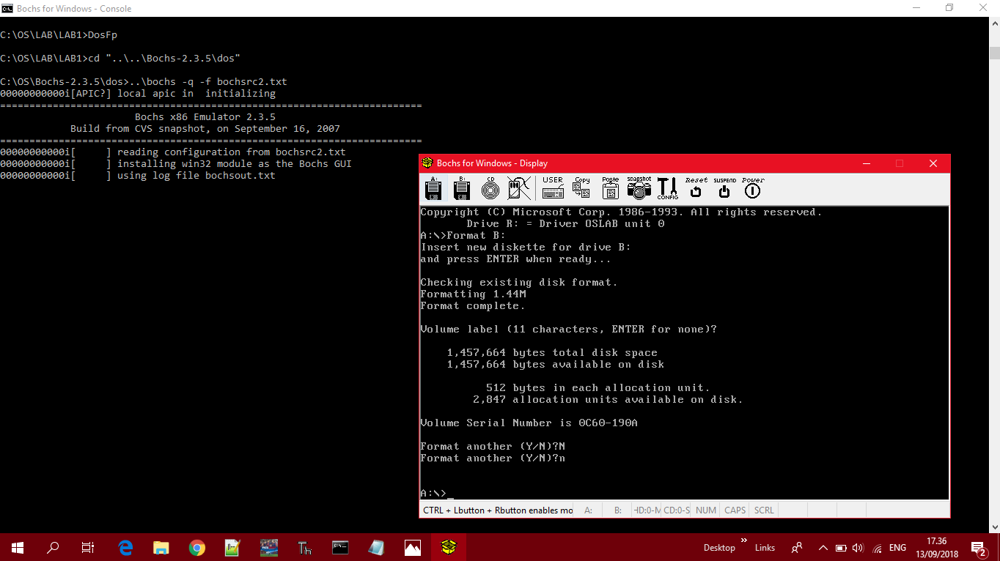 Bochs for Windows - Console
C:\OS\LAB\LAB1>DosFp
C:\OS\LAB\LAB1>cd "..\..\Bochs-2.3.5\dos"
C:\OS\Bochs-2.3.5\dos>..\bochs -q -f bochsrc2.txt
00000000000i[APIC?] local apic in  initializing
========================================================================
Bochs x86 Emulator 2.3.5
Build from CVS snapshot, on September 16, 2007
========================================================================
00000000000i[     ] reading configuration from bochsrc2.txt
00000000000i[     ] installing win32 module as the Bochs GUI
00000000000i[     ] using log file bochsout.txt
Bochs for Windows - Display
A: B: CD USER Copy Paste snapshot CONFIG Reset SUSPEND Power
Copyright (C) Microsoft Corp. 1986-1993. All rights reserved.
Drive R: = Driver OSLAB unit 0
A:\>Format B:
Insert new diskette for drive B:
and press ENTER when ready...
Checking existing disk format.
Formatting 1.44M
Format complete.
Volume label (11 characters, ENTER for none)?
1,457,664 bytes total disk space
1,457,664 bytes available on disk
512 bytes in each allocation unit.
2,847 allocation units available on disk.
Volume Serial Number is 0C60-190A
Format another (Y/N)?N
Format another (Y/N)?n
A:\>_
CTRL + Lbutton + Rbutton enables mo A: B: HD:0-M CD:0-S NUM CAPS SCRL
Desktop » Links ENG 17.36
13/09/2018 2